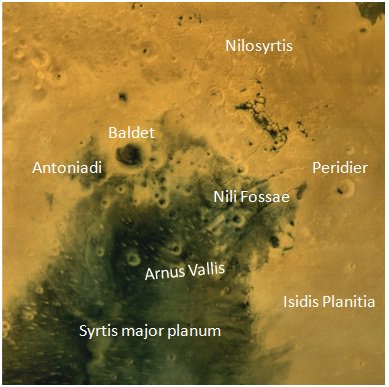 Nilosyrtis
Baldet
Antoniadi
Peridier
Nili Fossae
Arnus Vallis
Isidis Planitia
Syrtis major planum